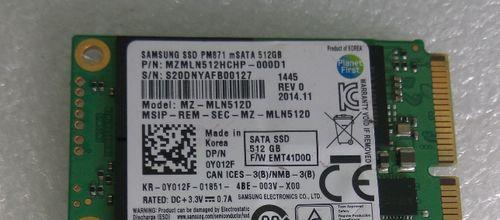 SAMSUNG SSD PM871 mSATA 512GB
P/N: MZMLN512HCHP-000D1
S/N: S20DNYAFB00127
Product of KOREA
Planet First
1445
REV 0
2014.11
Model: MZ-MLN512D
MSIP-REM-SEC-MZ-MLN512D
Made in
Korea
DP/N
0Y012F
SATA SSD
512 GB
F/W EMT41D0Q
CAN ICES-3(B)/NMB-3(B)
KR-0Y012F-01851-4BE-003V-X00
RATED: DC+3.3V 0.7A
SAMSUNG ELECTRONICS CO., LTD.
Warranty Void